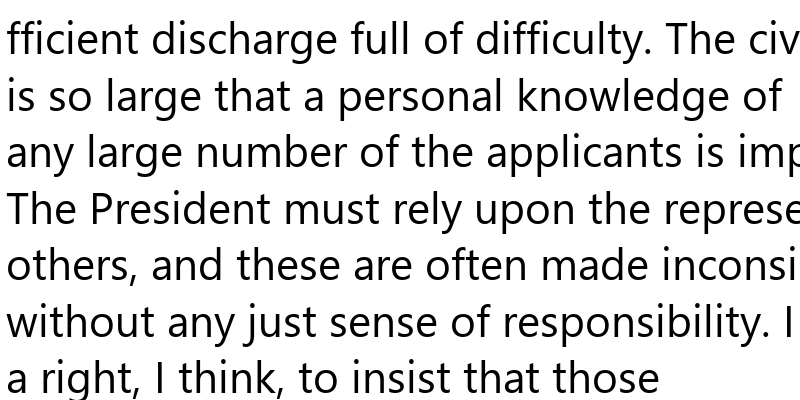 fficient discharge full of difficulty. The civ
is so large that a personal knowledge of
any large number of the applicants is imp
The President must rely upon the represe
others, and these are often made inconsi
without any just sense of responsibility. I
a right, I think, to insist that those